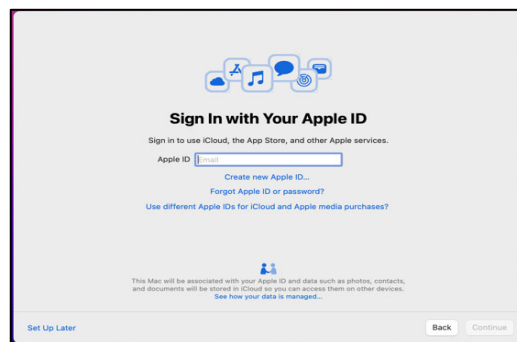 Sign In with Your Apple ID
Sign in to use iCloud, the App Store, and other Apple services.
Apple ID Email
Create new Apple ID...
Forgot Apple ID or password?
Use different Apple IDs for iCloud and Apple media purchases?
This Mac will be associated with your Apple ID and data such as photos, contacts,
and documents will be stored in iCloud so you can access them on other devices.
See how your data is managed...
Set Up Later Back Continue